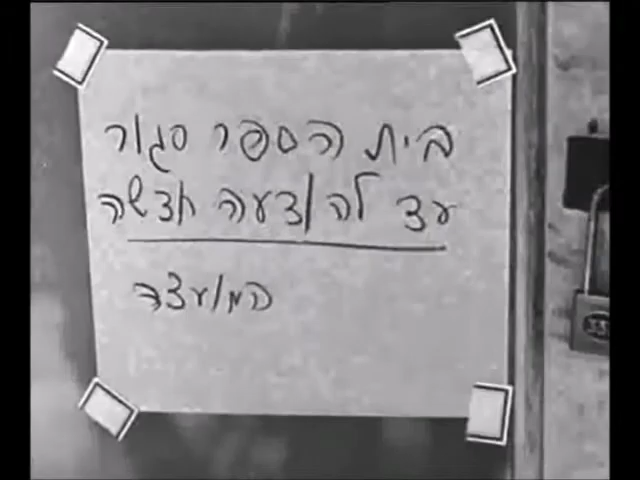 בית הספר סגור
עד להודעה חדשה
המועצה